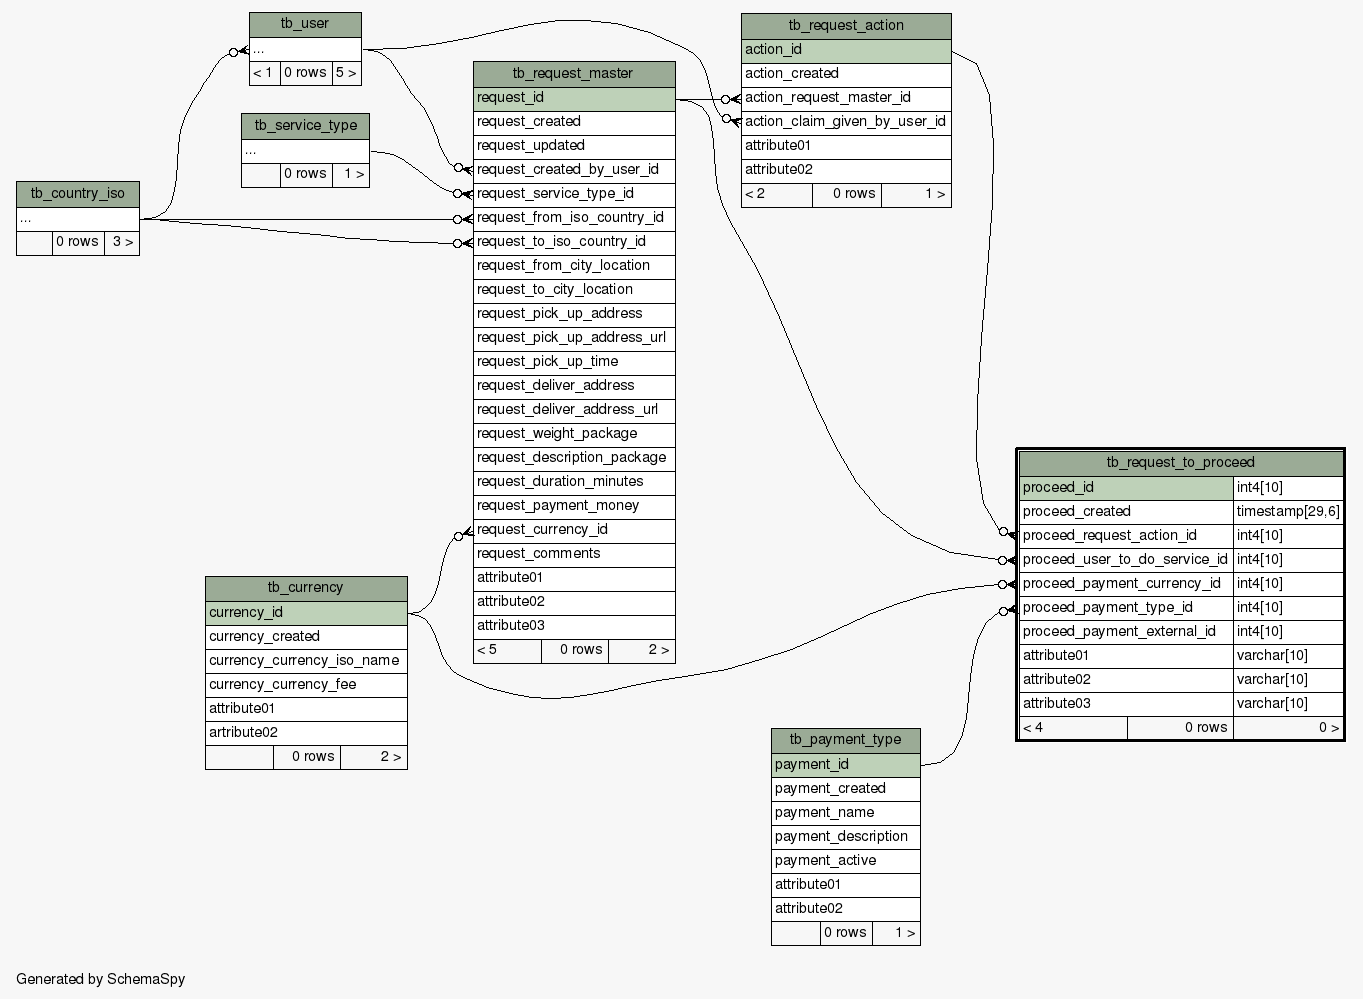 tb_user
...
< 1 0 rows 5 >
tb_service_type
...
0 rows 1 >
tb_country_iso
...
0 rows 3 >
tb_request_master
request_id
request_created
request_updated
request_created_by_user_id
request_service_type_id
request_from_iso_country_id
request_to_iso_country_id
request_from_city_location
request_to_city_location
request_pick_up_address
request_pick_up_address_url
request_pick_up_time
request_deliver_address
request_deliver_address_url
request_weight_package
request_description_package
request_duration_minutes
request_payment_money
request_currency_id
request_comments
attribute01
attribute02
attribute03
< 5 0 rows 2 >
tb_request_action
action_id
action_created
action_request_master_id
action_claim_given_by_user_id
attribute01
attribute02
< 2 0 rows 1 >
tb_request_to_proceed
proceed_id int4[10]
proceed_created timestamp[29,6]
proceed_request_action_id int4[10]
proceed_user_to_do_service_id int4[10]
proceed_payment_currency_id int4[10]
proceed_payment_type_id int4[10]
proceed_payment_external_id int4[10]
attribute01 varchar[10]
attribute02 varchar[10]
attribute03 varchar[10]
< 4 0 rows 0 >
tb_currency
currency_id
currency_created
currency_currency_iso_name
currency_currency_fee
attribute01
artribute02
0 rows 2 >
tb_payment_type
payment_id
payment_created
payment_name
payment_description
payment_active
attribute01
attribute02
0 rows 1 >
Generated by SchemaSpy